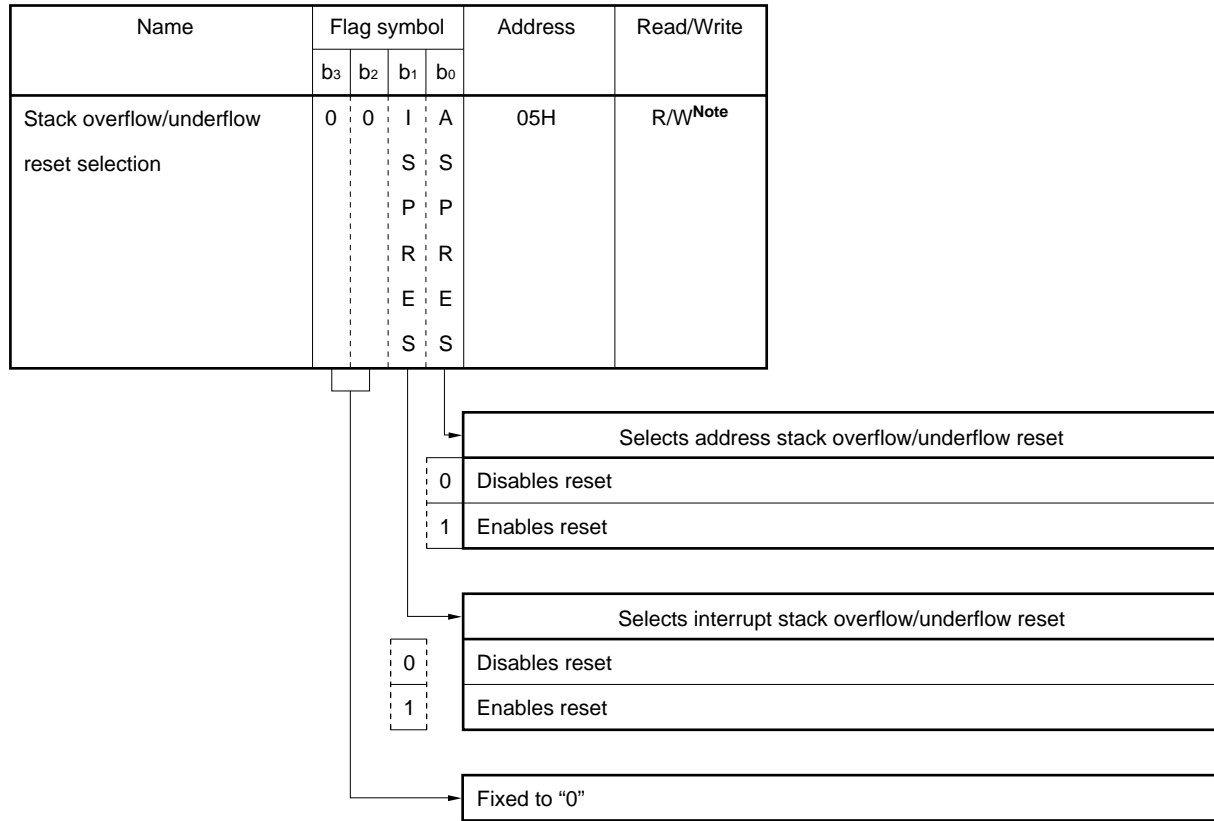 Name Flag symbol Address Read/Write
b3 b2 b1 b0
Stack overflow/underflow 0 0 I A 05H R/WNote
reset selection S S
P P
R R
E E
S S
Selects address stack overflow/underflow reset
0 Disables reset
1 Enables reset
Selects interrupt stack overflow/underflow reset
0 Disables reset
1 Enables reset
Fixed to “0”